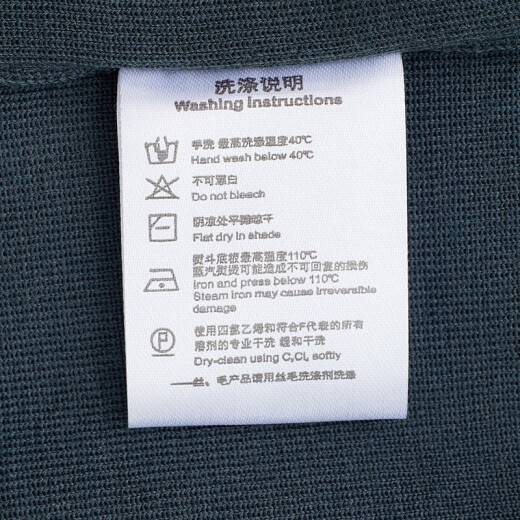 洗涤说明
Washing Instructions
手洗 最高洗涤温度40℃
Hand wash below 40℃
不可漂白
Do not bleach
阴凉处平摊晾干
Flat dry in shade
熨斗底板最高温度110℃
蒸汽熨烫可能造成不可回复的损伤
Iron and press below 110℃
Steam iron may cause irreversible
damage
P
使用四氯乙烯和符合F代表的所有
溶剂的专业干洗 缓和干洗
Dry-clean using C₂Cl₄ softly
丝、毛产品请用丝毛洗涤剂洗涤